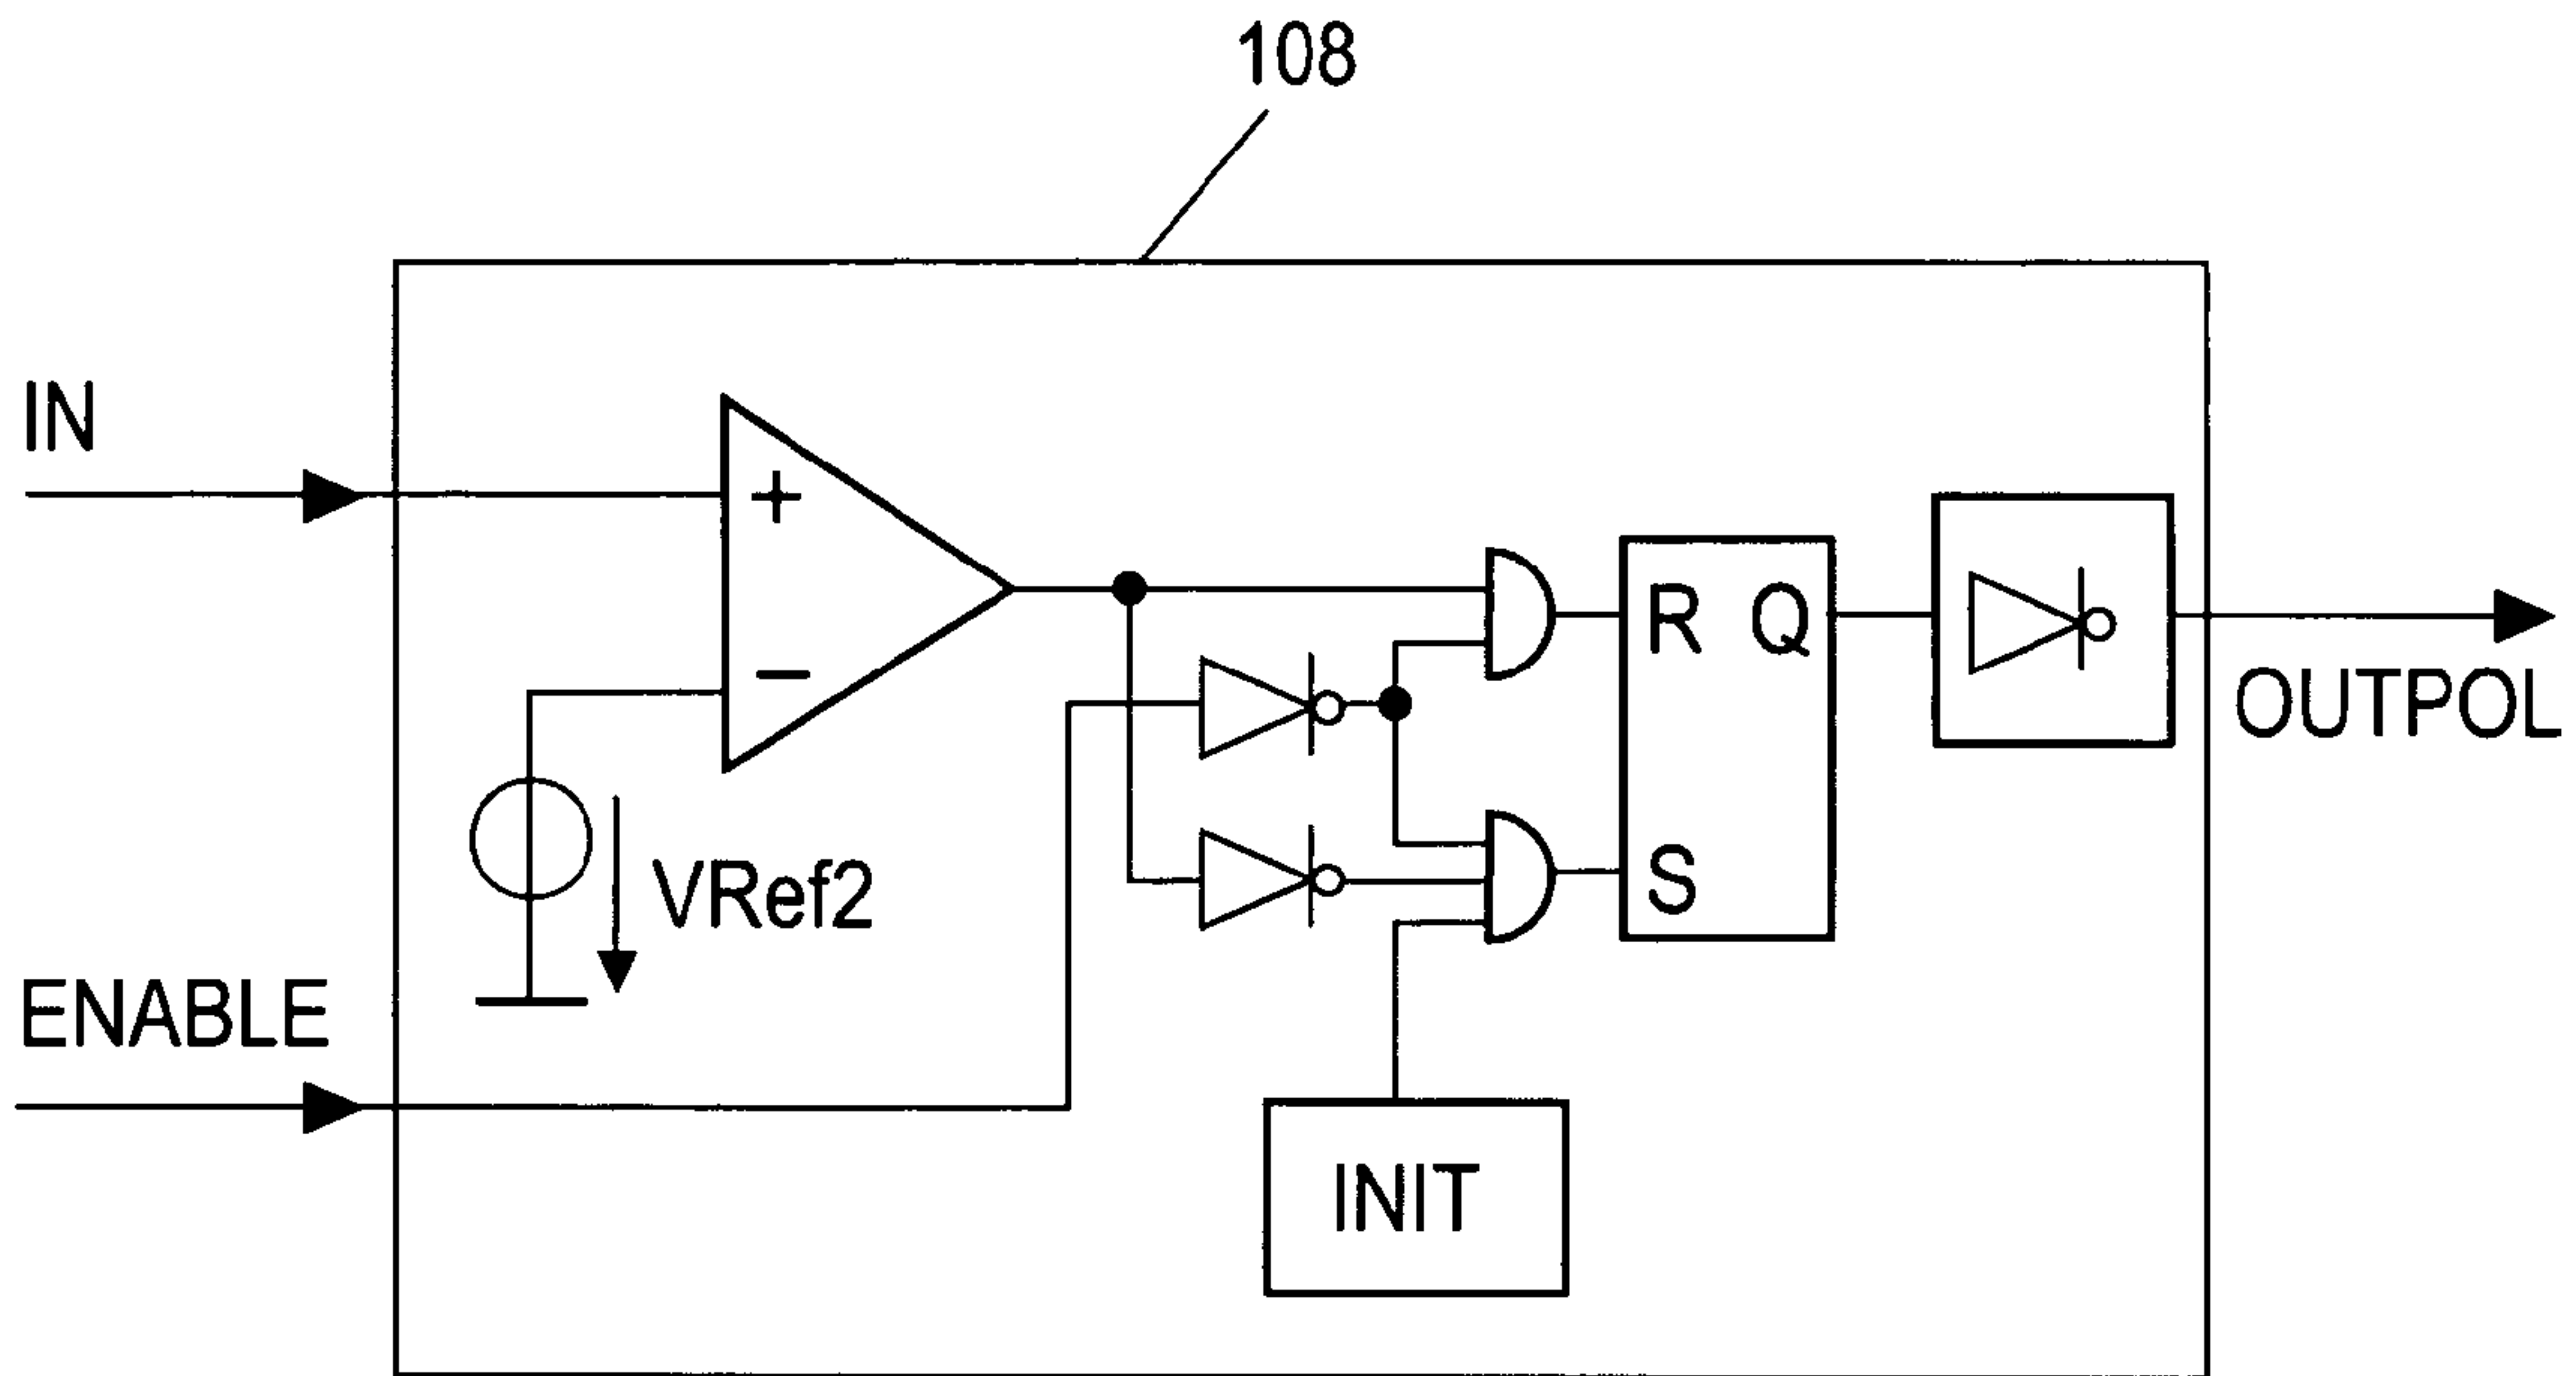 108
IN
+
−
R Q
OUTPOL
VRef2
S
ENABLE
INIT